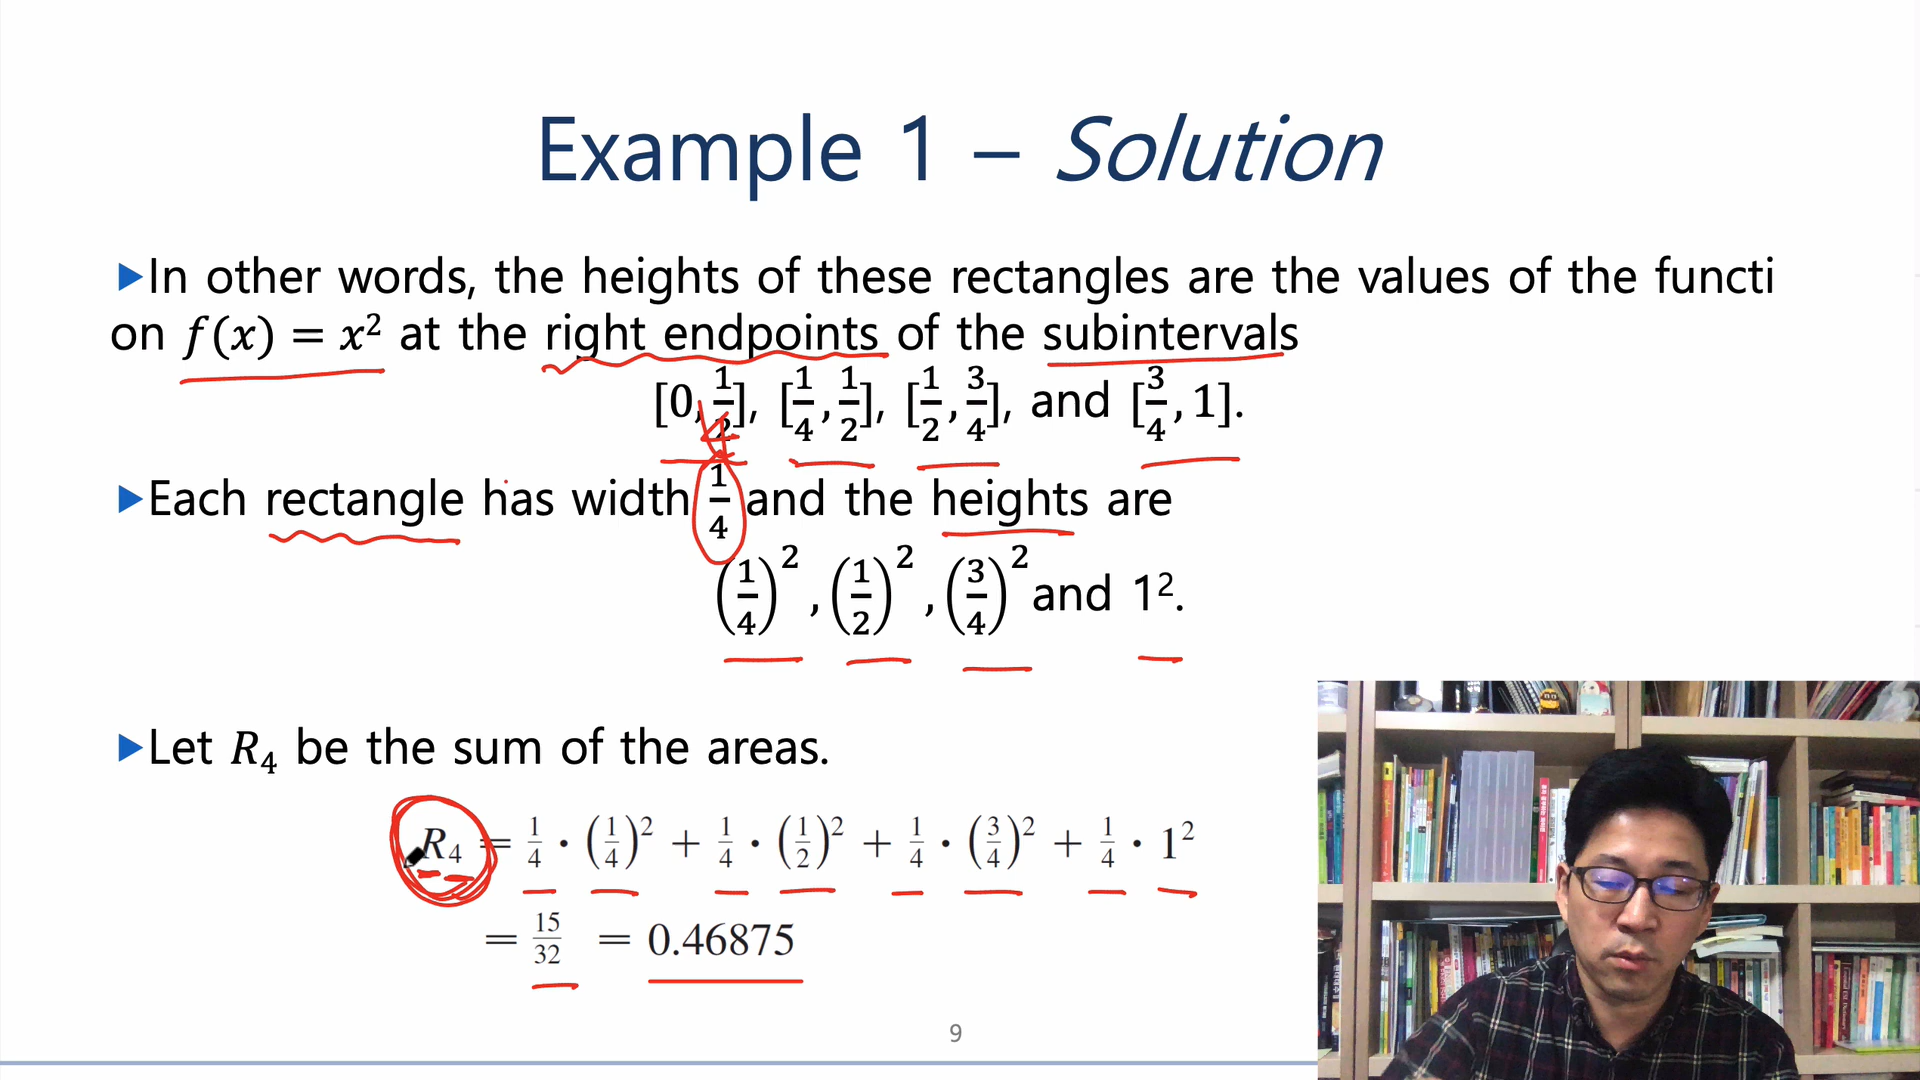 Example 1 – Solution
▶In other words, the heights of these rectangles are the values of the functi
on f(x) = x² at the right endpoints of the subintervals
[0, 1/2], [1/4, 1/2], [1/2, 3/4], and [3/4, 1].
4
▶Each rectangle has width 1/4 and the heights are
(1/4)², (1/2)², (3/4)² and 1².
▶Let R₄ be the sum of the areas.
R₄ = 1/4 · (1/4)² + 1/4 · (1/2)² + 1/4 · (3/4)² + 1/4 · 1²
= 15/32 = 0.46875
9